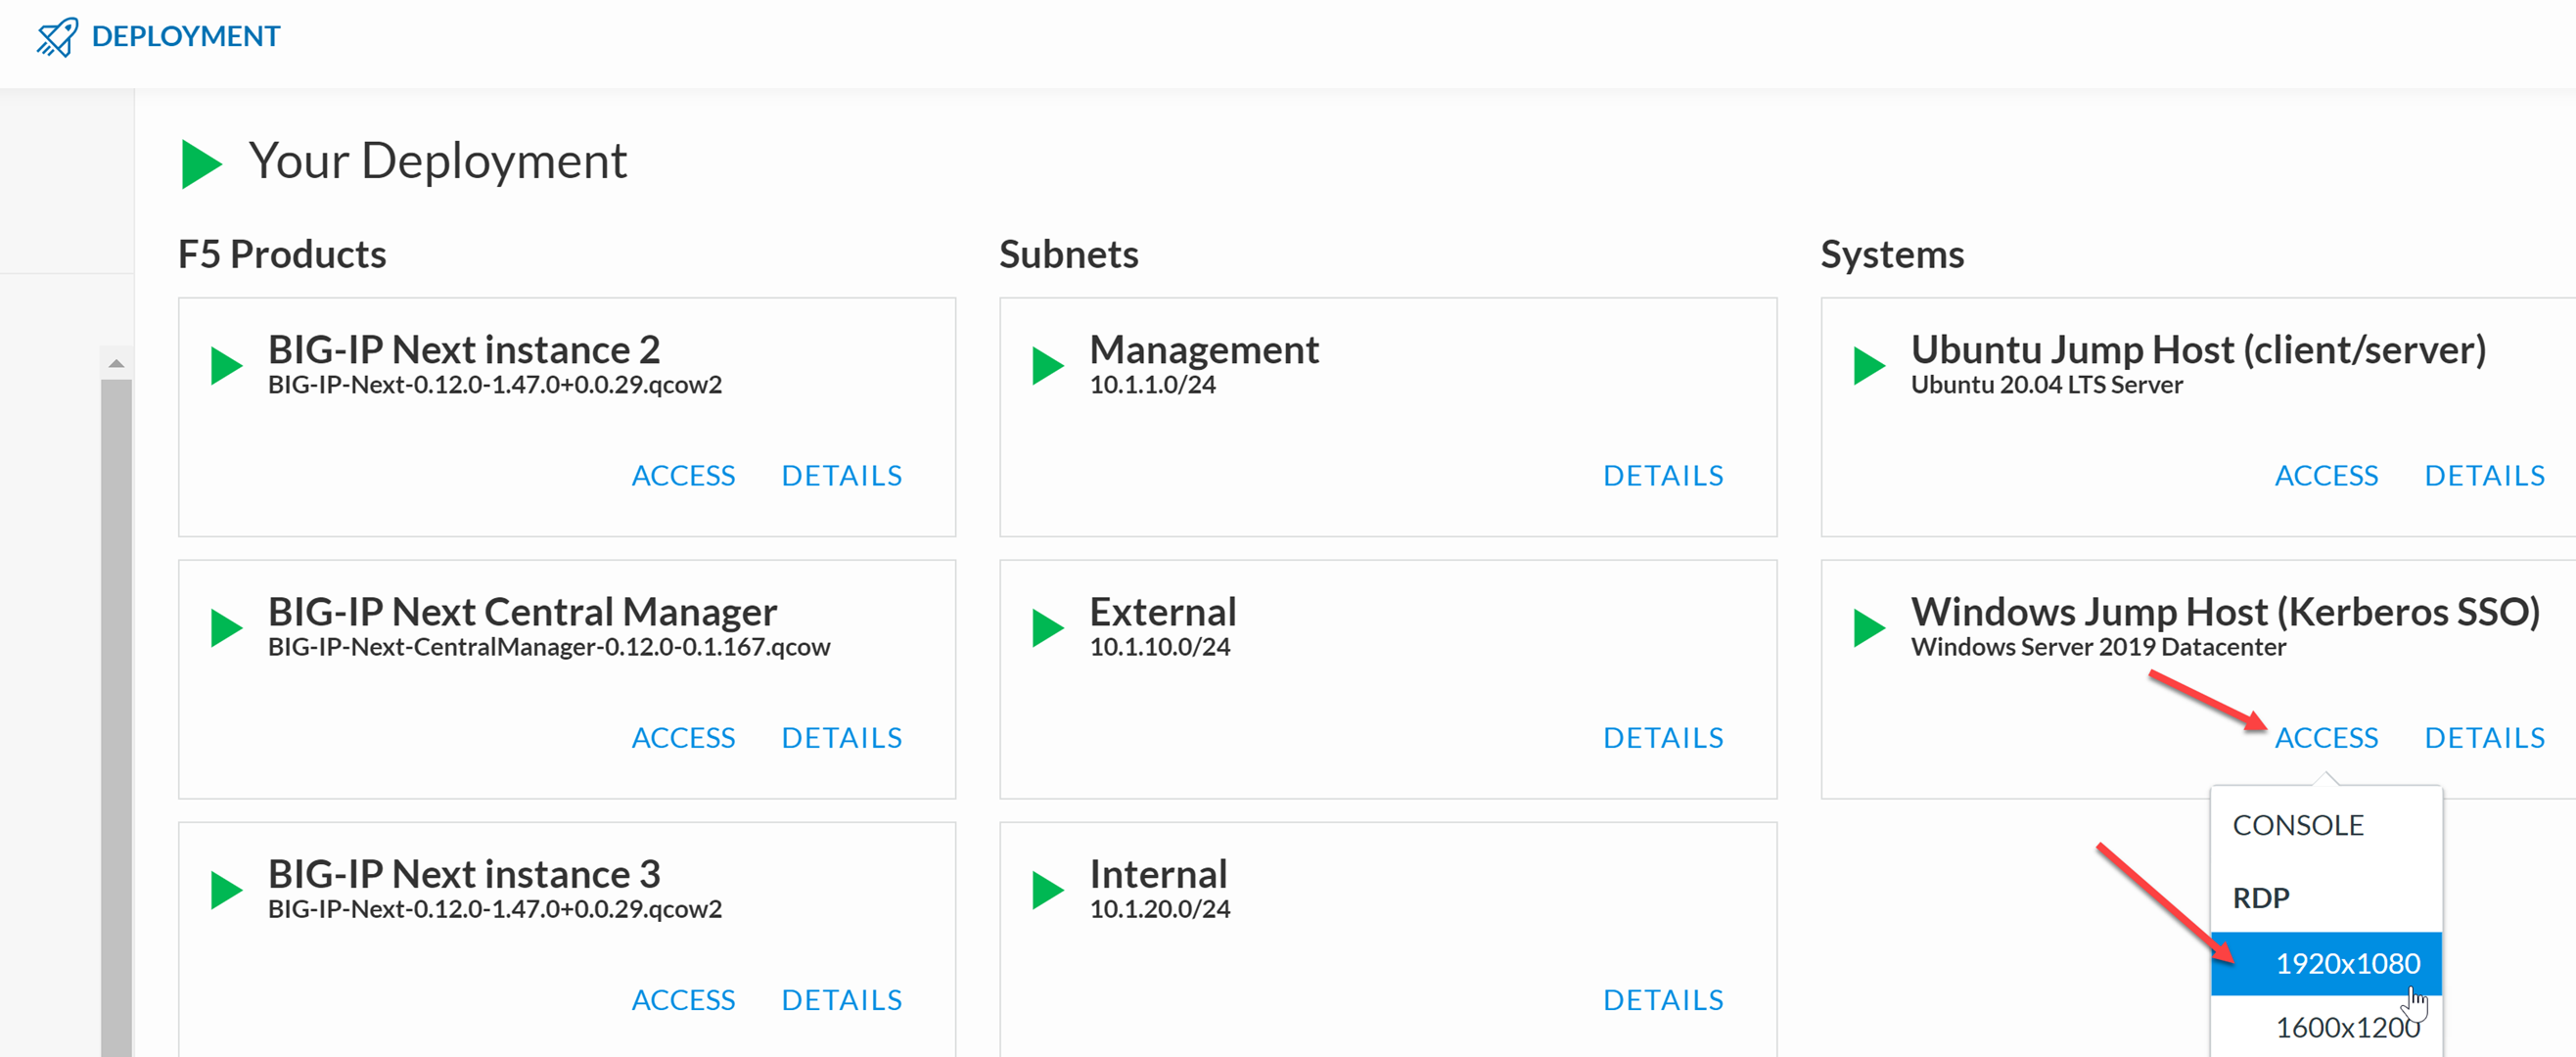 DEPLOYMENT
Your Deployment
F5 Products
BIG-IP Next instance 2
BIG-IP-Next-0.12.0-1.47.0+0.0.29.qcow2
ACCESS DETAILS
BIG-IP Next Central Manager
BIG-IP-Next-CentralManager-0.12.0-0.1.167.qcow
ACCESS DETAILS
BIG-IP Next instance 3
BIG-IP-Next-0.12.0-1.47.0+0.0.29.qcow2
ACCESS DETAILS
Subnets
Management
10.1.1.0/24
DETAILS
External
10.1.10.0/24
DETAILS
Internal
10.1.20.0/24
DETAILS
Systems
Ubuntu Jump Host (client/server)
Ubuntu 20.04 LTS Server
ACCESS DETAILS
Windows Jump Host (Kerberos SSO)
Windows Server 2019 Datacenter
ACCESS DETAILS
CONSOLE
RDP
1920x1080
1600x1200